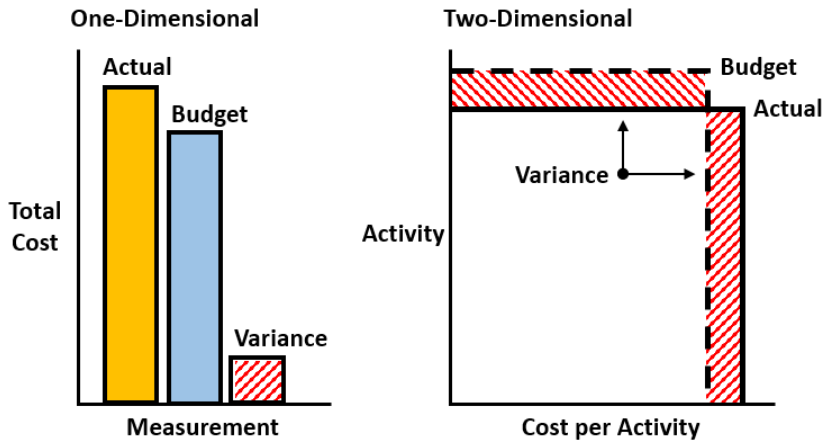 One-Dimensional
Actual
Budget
Total
Cost
Variance
Measurement
Two-Dimensional
Budget
Actual
Variance
Activity
Cost per Activity